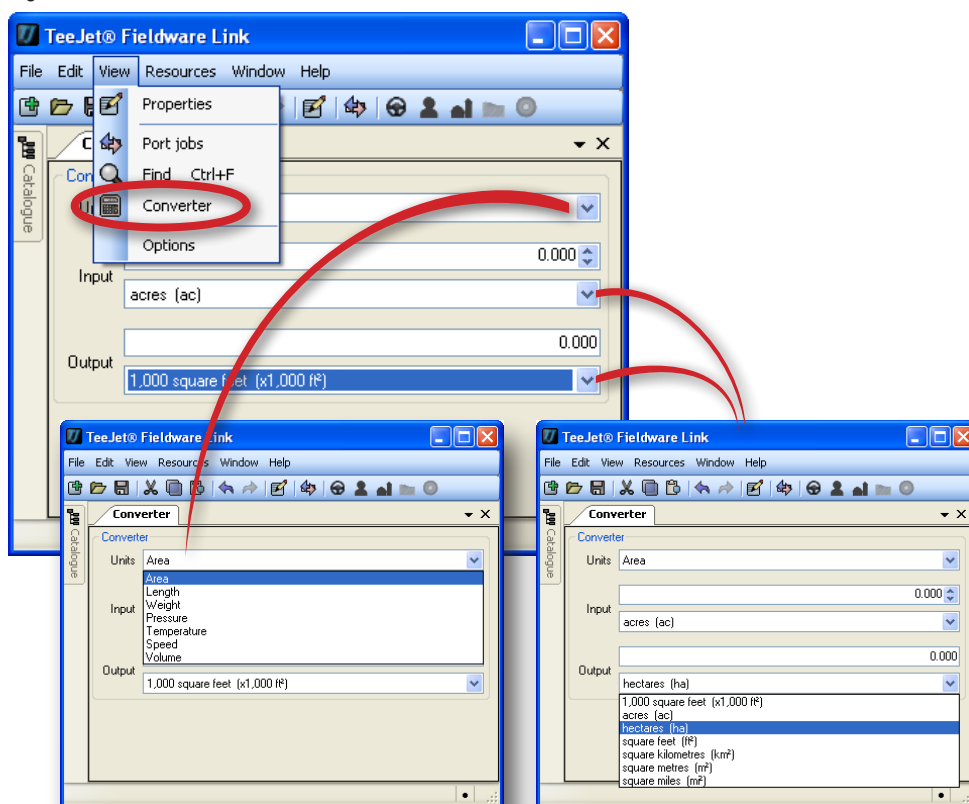 TeeJet® Fieldware Link
File Edit View Resources Window Help
Properties
Port jobs
Find Ctrl+F
Converter
Options
Catalogue
0.000
Input
acres (ac)
0.000
Output
1,000 square feet (x1,000 ft²)
TeeJet® Fieldware Link
File Edit View Resources Window Help
Converter
Catalogue
Converter
Units Area
Area
Length
Weight
Input
Pressure
Temperature
Speed
Volume
Output
1,000 square feet (x1,000 ft²)
TeeJet® Fieldware Link
File Edit View Resources Window Help
Converter
Catalogue
Converter
Units Area
0.000
Input
acres (ac)
0.000
Output
hectares (ha)
1,000 square feet (x1,000 ft²)
acres (ac)
hectares (ha)
square feet (ft²)
square kilometres (km²)
square metres (m²)
square miles (mi²)